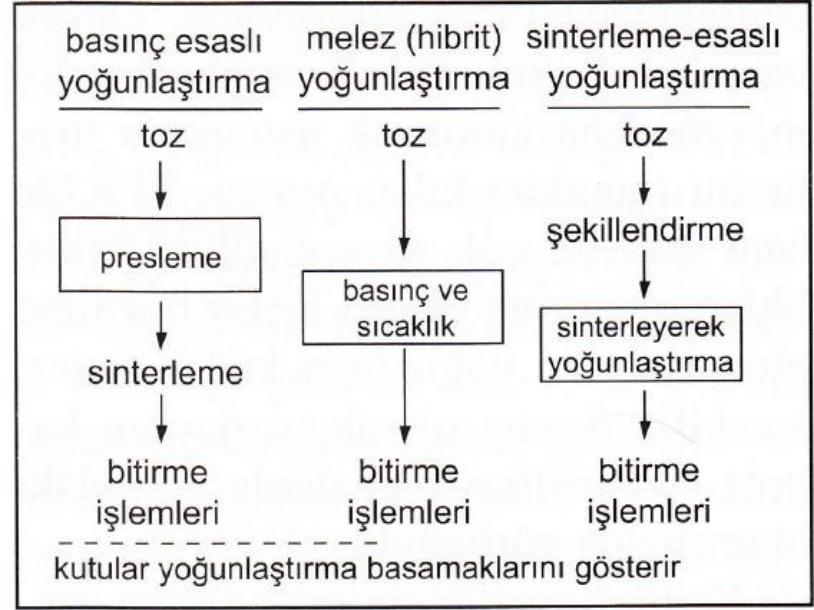 basınç esaslı
yoğunlaştırma
toz
presleme
sinterleme
bitirme
işlemleri
melez (hibrit)
yoğunlaştırma
toz
basınç ve
sıcaklık
bitirme
işlemleri
sinterleme-esaslı
yoğunlaştırma
toz
şekillendirme
sinterleyerek
yoğunlaştırma
bitirme
işlemleri
kutular yoğunlaştırma basamaklarını gösterir